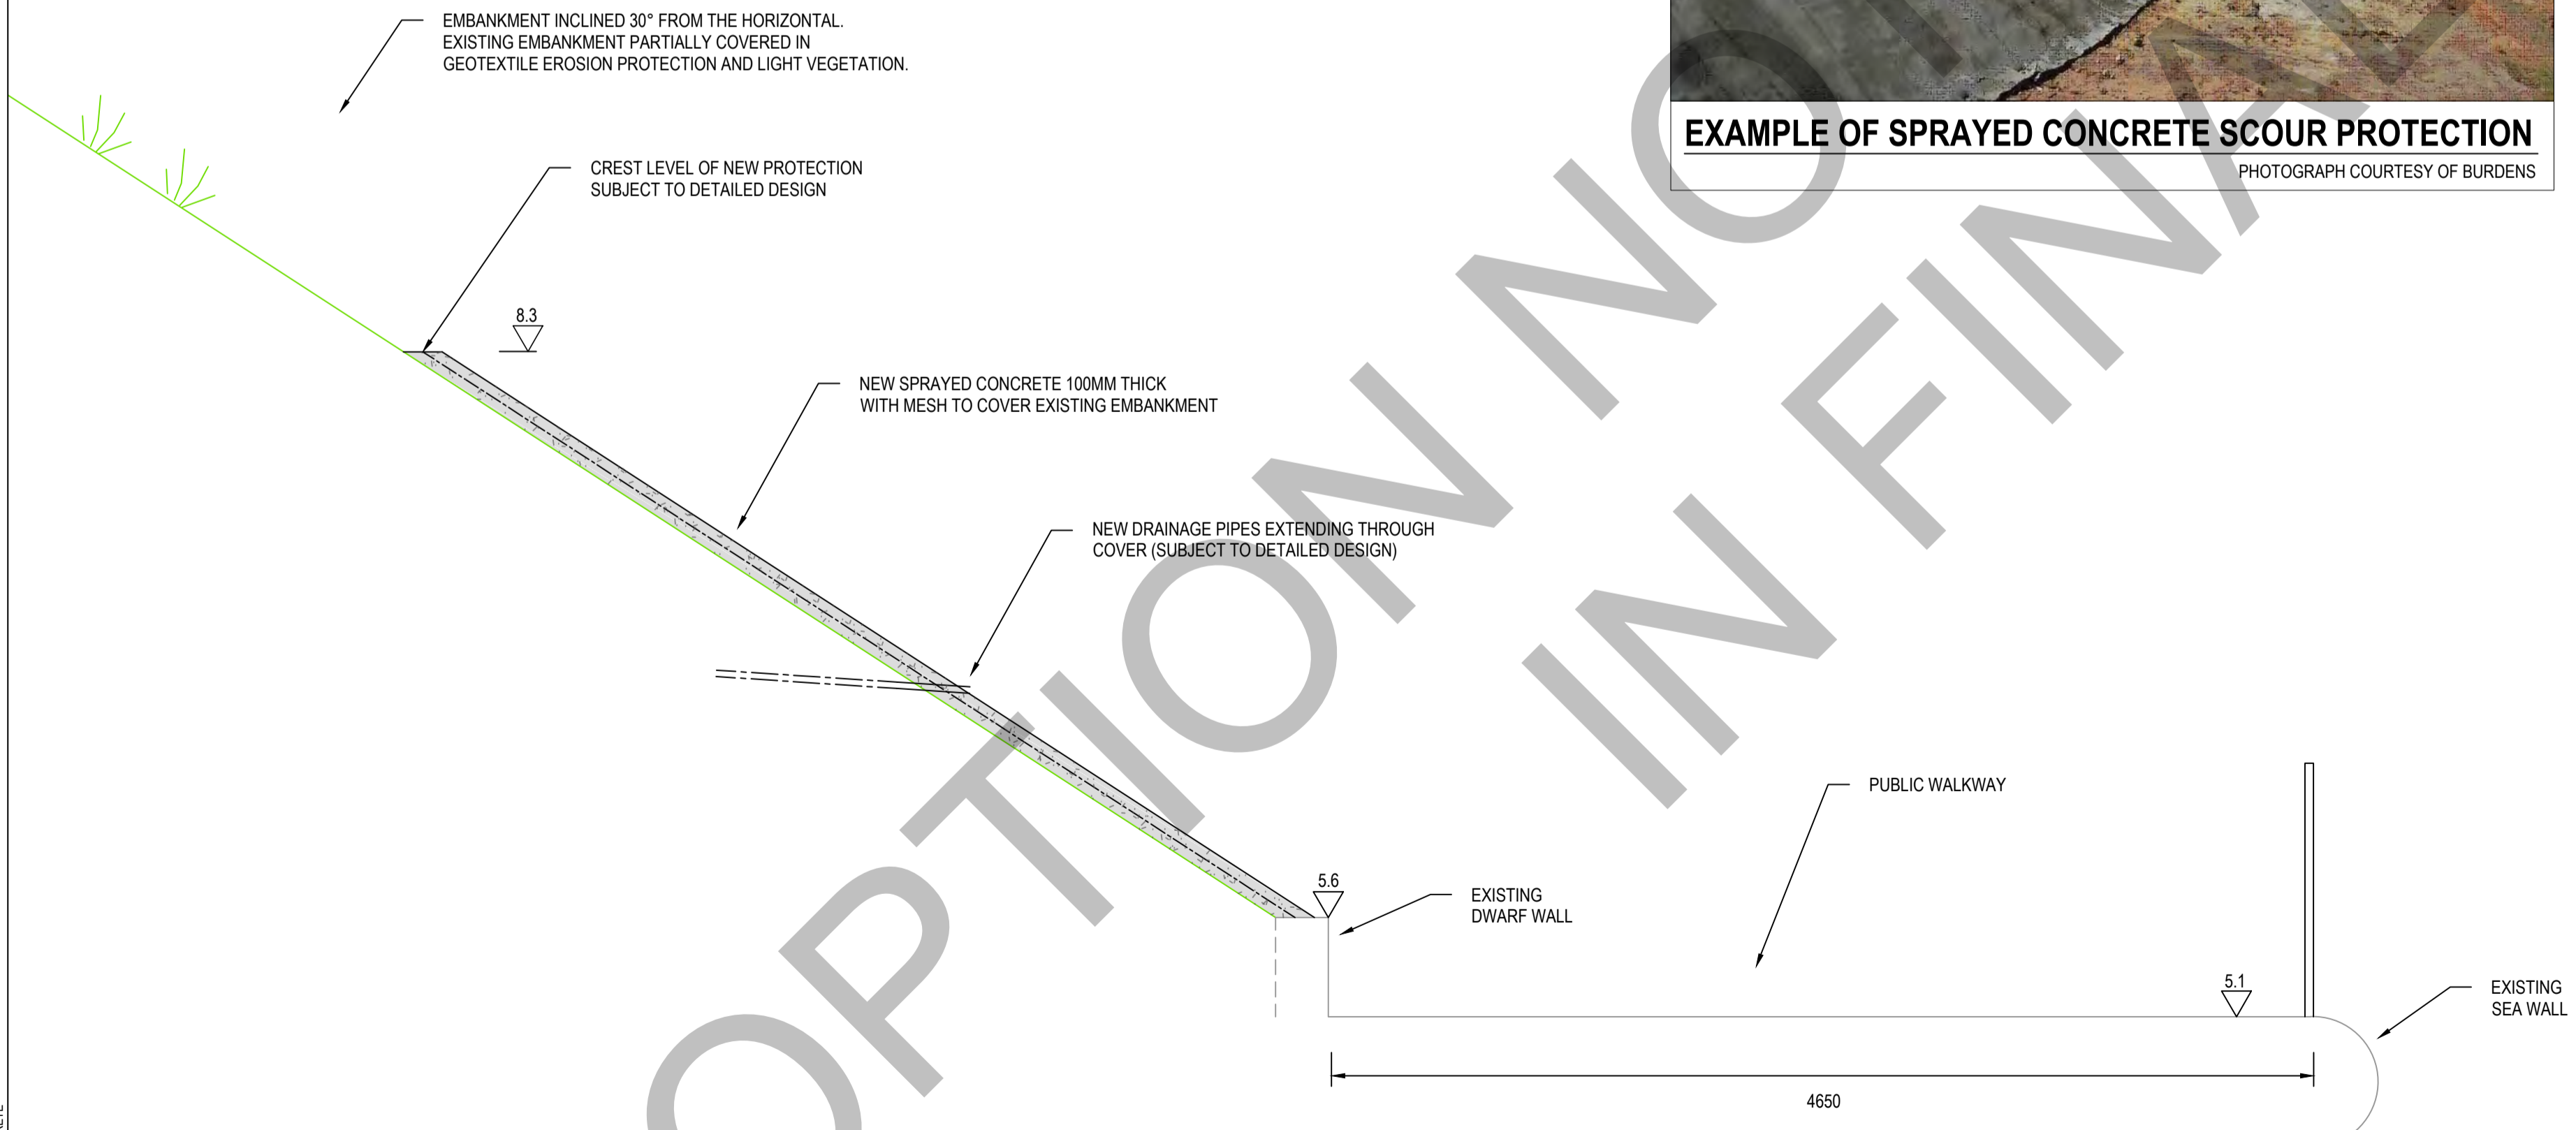 EMBANKMENT INCLINED 30° FROM THE HORIZONTAL.
EXISTING EMBANKMENT PARTIALLY COVERED IN
GEOTEXTILE EROSION PROTECTION AND LIGHT VEGETATION.
EXAMPLE OF SPRAYED CONCRETE SCOUR PROTECTION
PHOTOGRAPH COURTESY OF BURDENS
CREST LEVEL OF NEW PROTECTION
SUBJECT TO DETAILED DESIGN
8.3
NEW SPRAYED CONCRETE 100MM THICK
WITH MESH TO COVER EXISTING EMBANKMENT
NEW DRAINAGE PIPES EXTENDING THROUGH
COVER (SUBJECT TO DETAILED DESIGN)
PUBLIC WALKWAY
5.6
EXISTING
DWARF WALL
5.1
EXISTING
SEA WALL
4650
OPTION NOT
IN FINAL